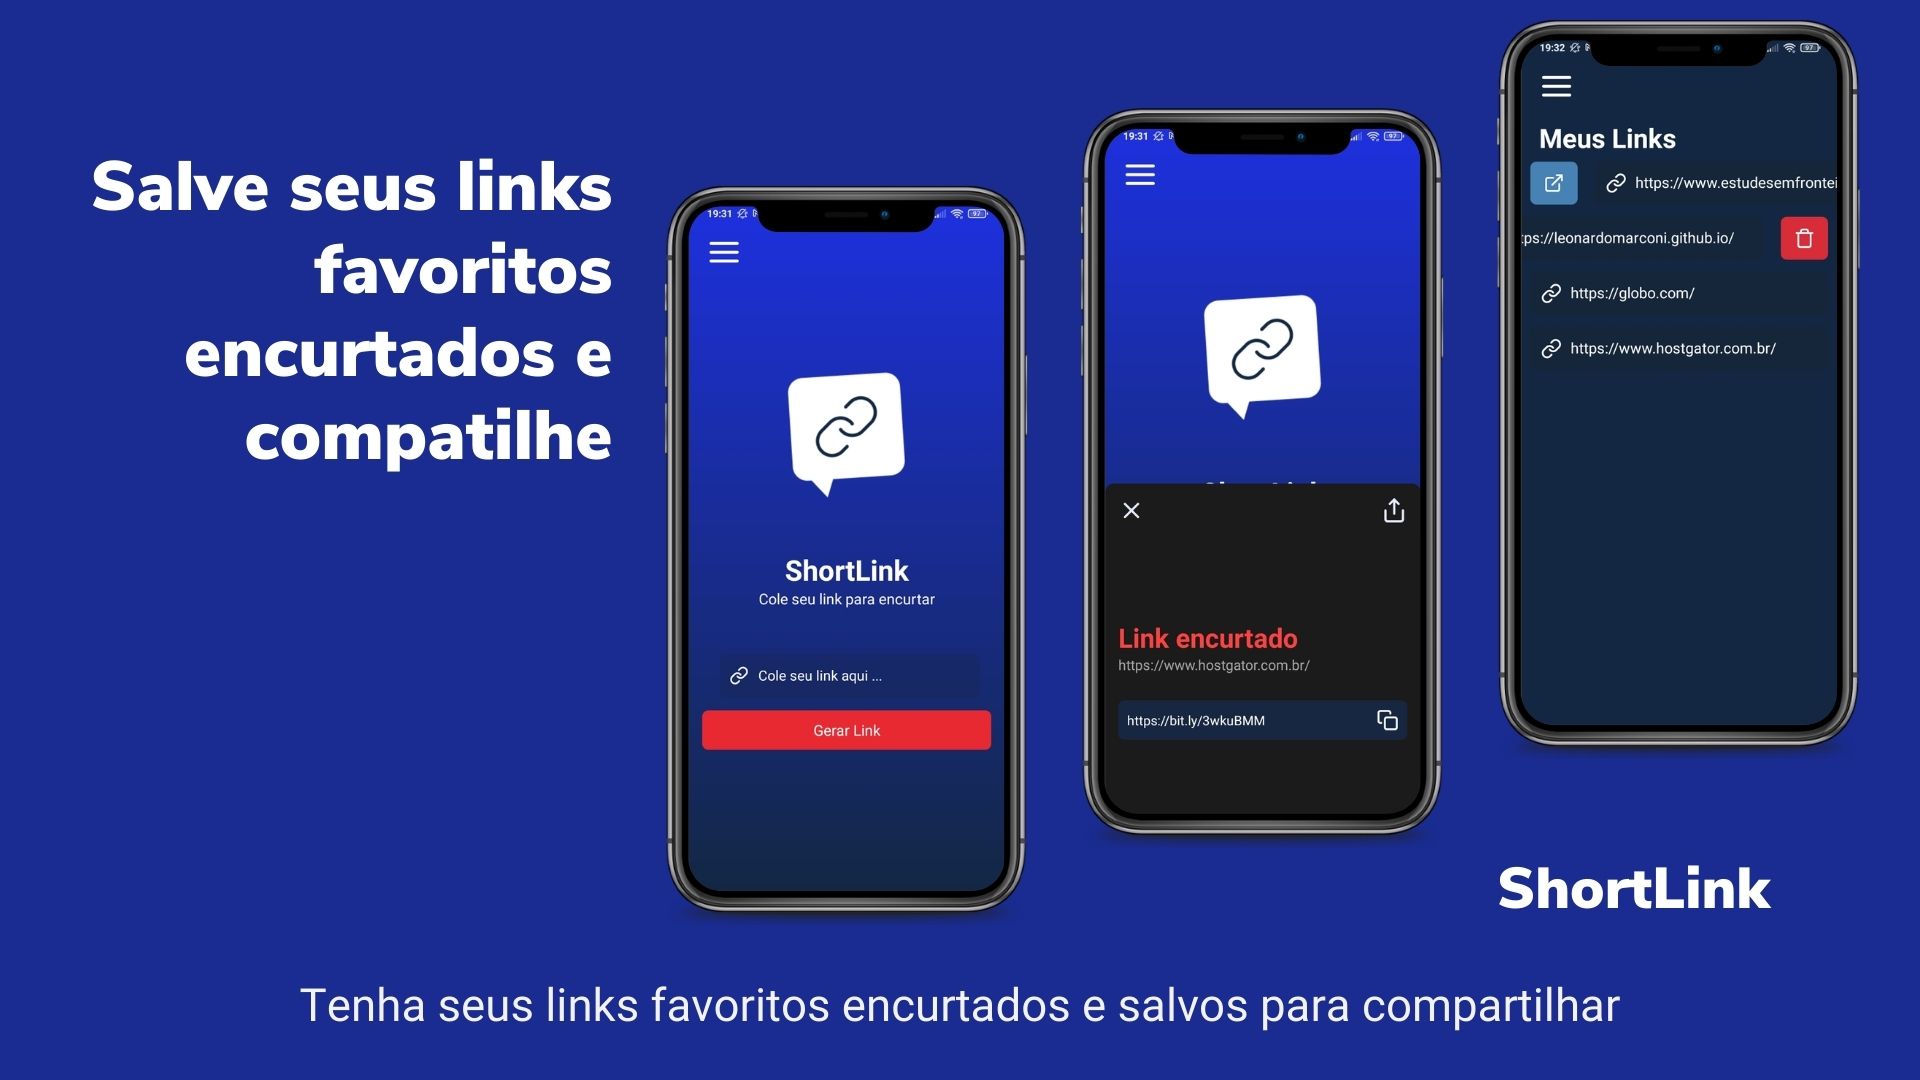 Salve seus links
favoritos
encurtados e
compatilhe
19:31
97
ShortLink
Cole seu link para encurtar
Cole seu link aqui ...
Gerar Link
19:31
97
Link encurtado
https://www.hostgator.com.br/
https://bit.ly/3wkuBMM
19:32
97
Meus Links
https://www.estudesemfrontei
ps://leonardomarconi.github.io/
https://globo.com/
https://www.hostgator.com.br/
ShortLink
Tenha seus links favoritos encurtados e salvos para compartilhar